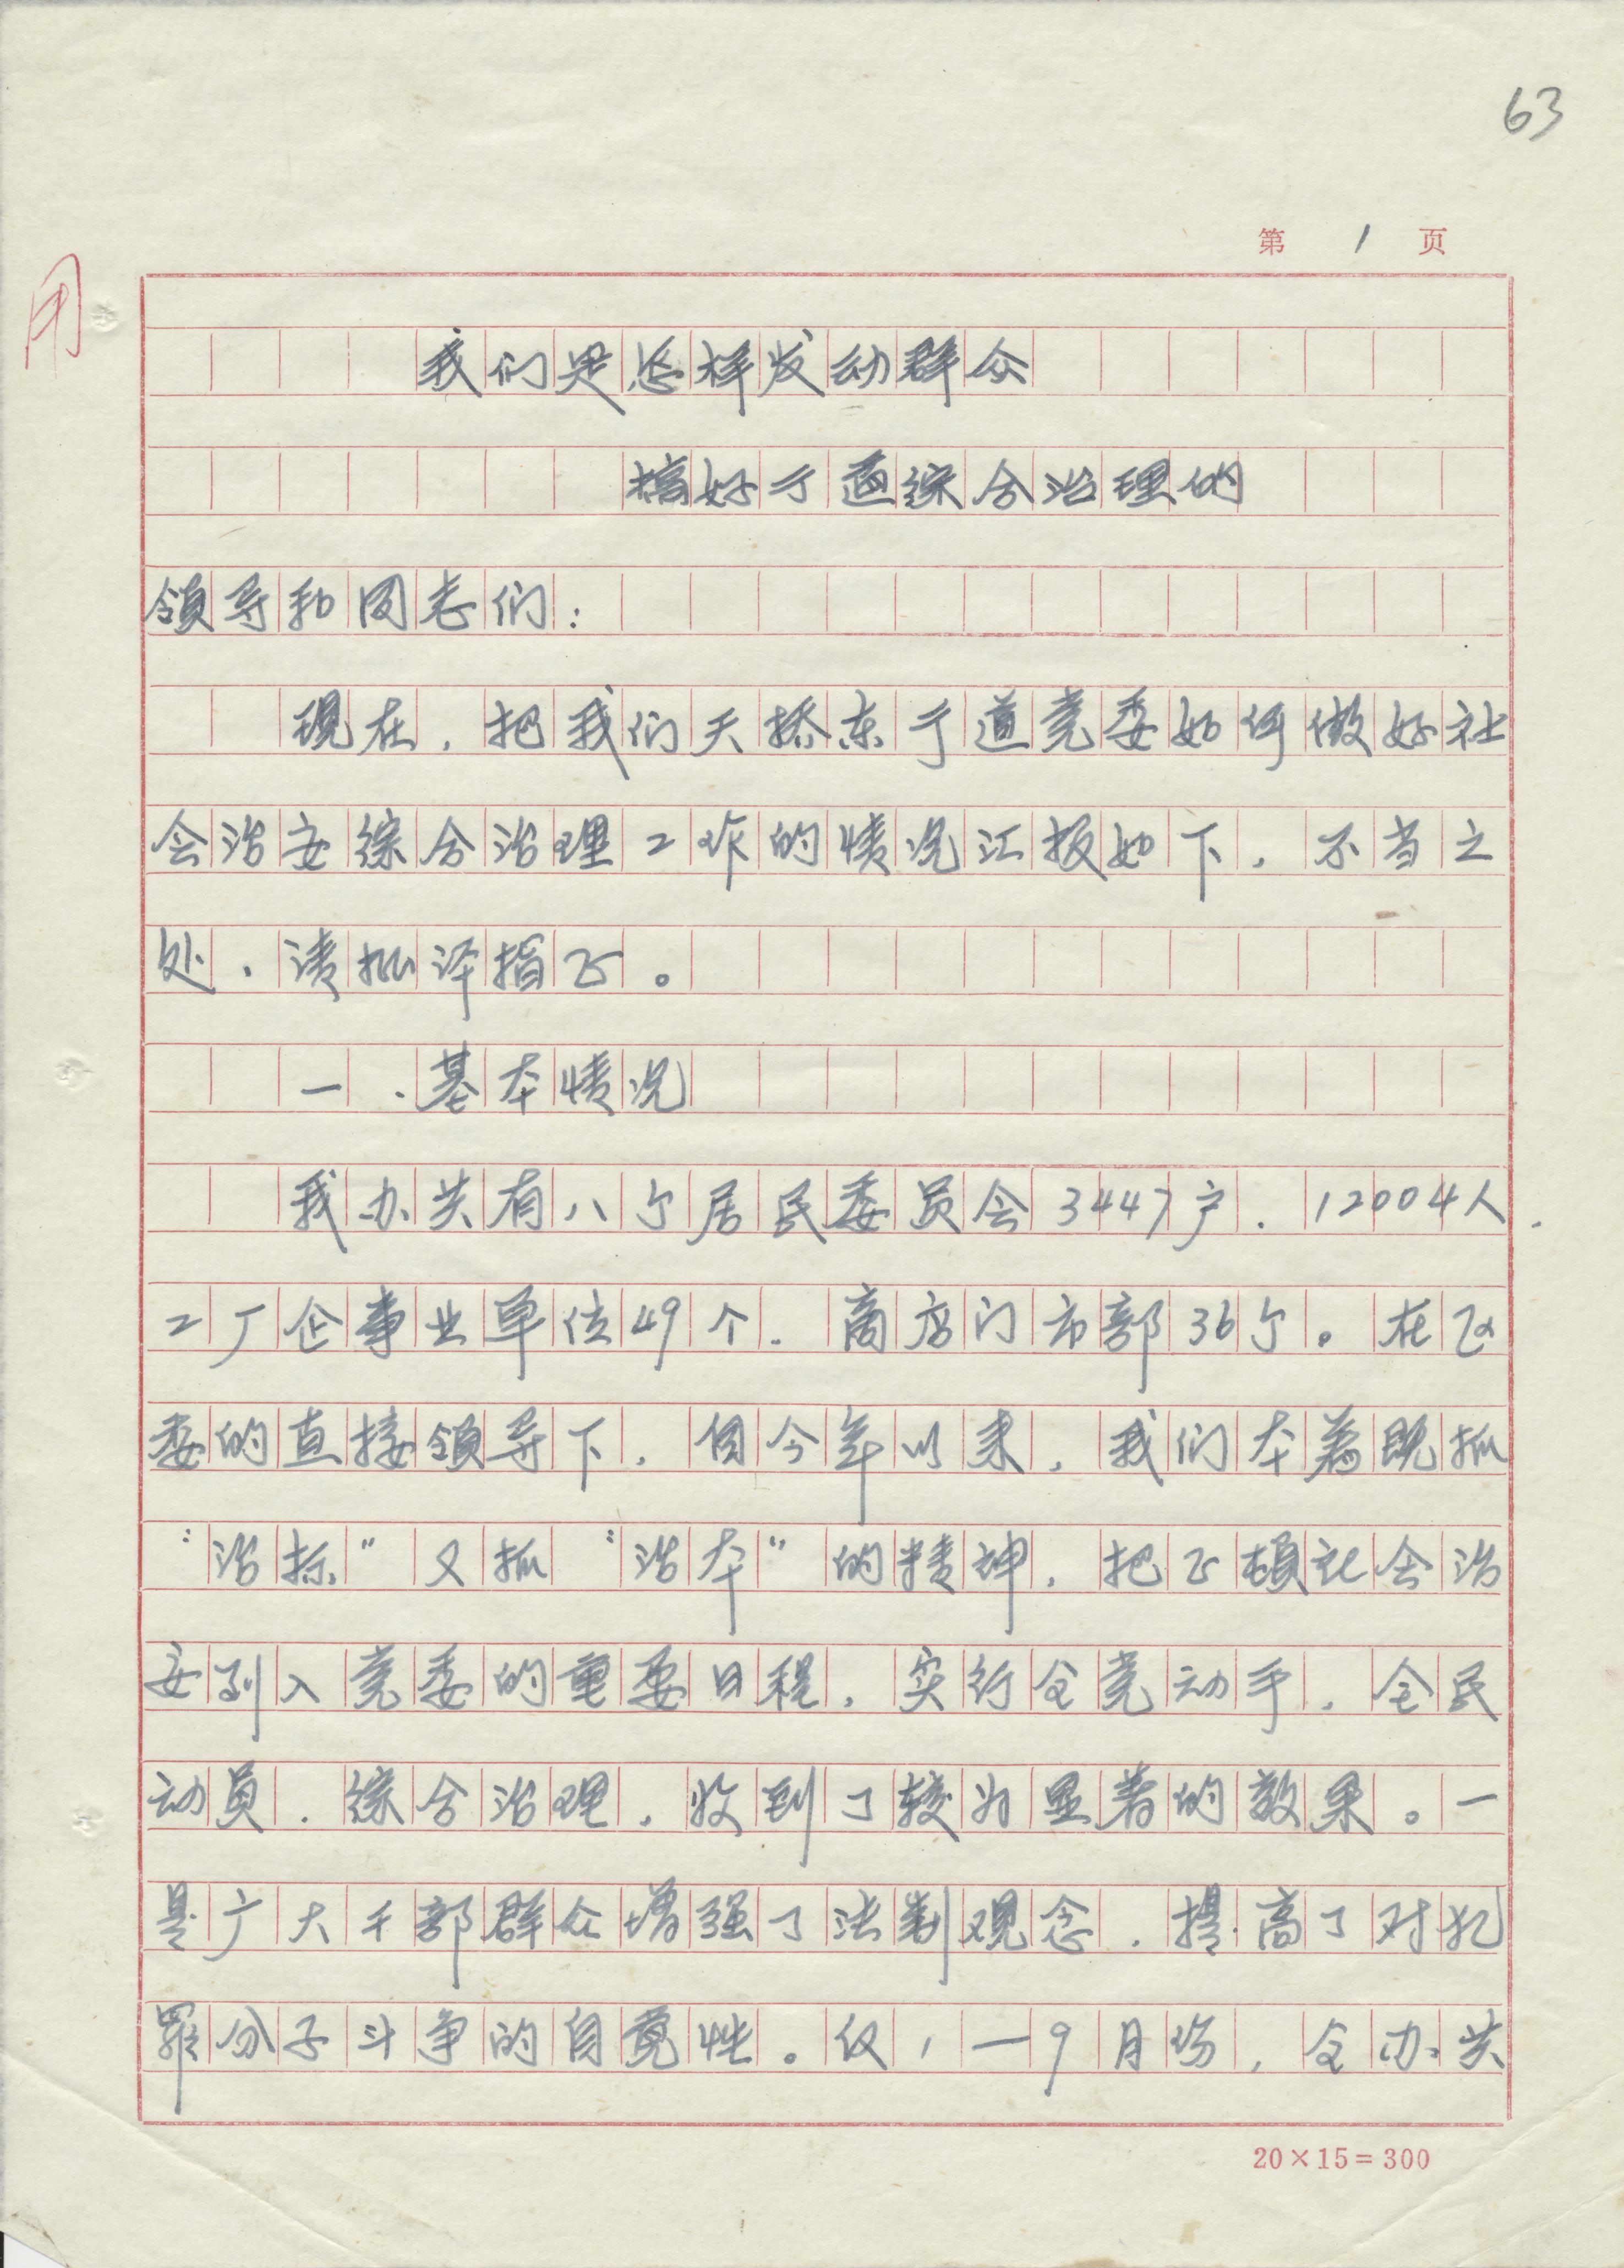 63
第 1 页
用
我们是怎样发动群众
搞好亍道综合治理的
领导和同志们：
现在，把我们天桥东亍道党委如何做好社
会治安综合治理工作的情况汇报如下，不当之
处，请批评指正。
一、基本情况
我办共有八个居民委员会3447户，12004人，
工厂企事业单位49个，商店门市部36个。在区
委的直接领导下，自今年以来，我们本着既抓
“治标”又抓“治本”的精神，把正顿社会治
安列入党委的重要日程，实行全党动手，全民
动员，综合治理，收到了较为显著的效果。一
是广大干部群众增强了法制观念，提高了对犯
罪分子斗争的自觉性。仅1—9月份，全办共
20×15=300